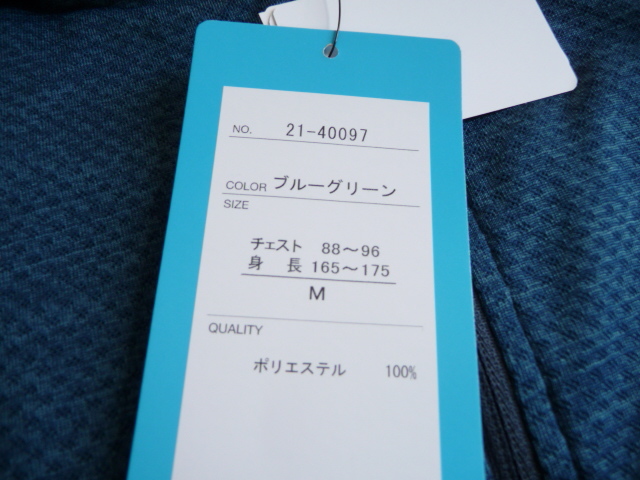 NO. 21-40097
COLOR ブルーグリーン
SIZE
チェスト 88～96
身 長 165～175
M
QUALITY
ポリエステル 100%